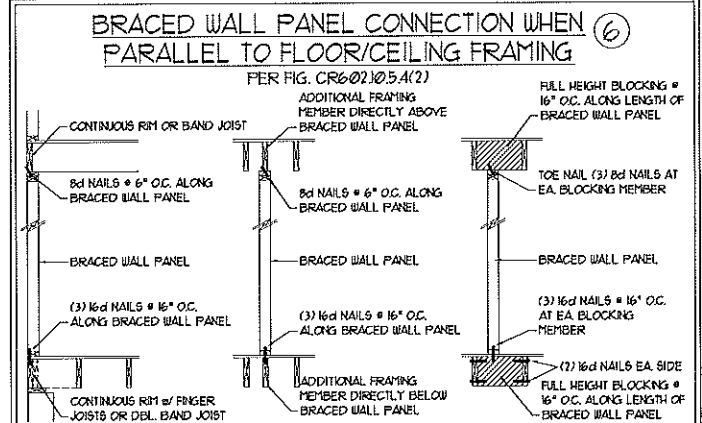 BRACED WALL PANEL CONNECTION WHEN
PARALLEL TO FLOOR/CEILING FRAMING
6
PER FIG. CR602.10.5.4(2)
CONTINUOUS RIM OR BAND JOIST
8d NAILS @ 6" O.C. ALONG
BRACED WALL PANEL
BRACED WALL PANEL
(3) 16d NAILS @ 16" O.C.
ALONG BRACED WALL PANEL
CONTINUOUS RIM w/ FINGER
JOISTS OR DBL. BAND JOIST
ADDITIONAL FRAMING
MEMBER DIRECTLY ABOVE
BRACED WALL PANEL
8d NAILS @ 6" O.C. ALONG
BRACED WALL PANEL
BRACED WALL PANEL
(3) 16d NAILS @ 16" O.C.
ALONG BRACED WALL PANEL
ADDITIONAL FRAMING
MEMBER DIRECTLY BELOW
BRACED WALL PANEL
FULL HEIGHT BLOCKING @
16" O.C. ALONG LENGTH OF
BRACED WALL PANEL
TOE NAIL (3) 8d NAILS AT
EA. BLOCKING MEMBER
BRACED WALL PANEL
(3) 16d NAILS @ 16" O.C.
AT EA. BLOCKING
MEMBER
(2) 16d NAILS EA. SIDE
FULL HEIGHT BLOCKING @
16" O.C. ALONG LENGTH OF
BRACED WALL PANEL